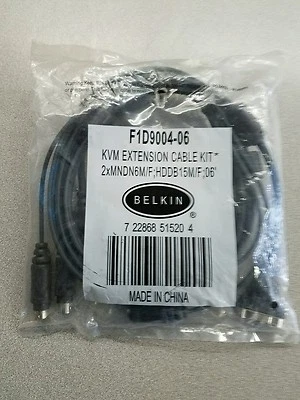 F1D9004-06
KVM EXTENSION CABLE KIT*
2xMNDN6M/F;HDDB15M/F;06'
BELKIN
®
7 22868 51520 4
MADE IN CHINA